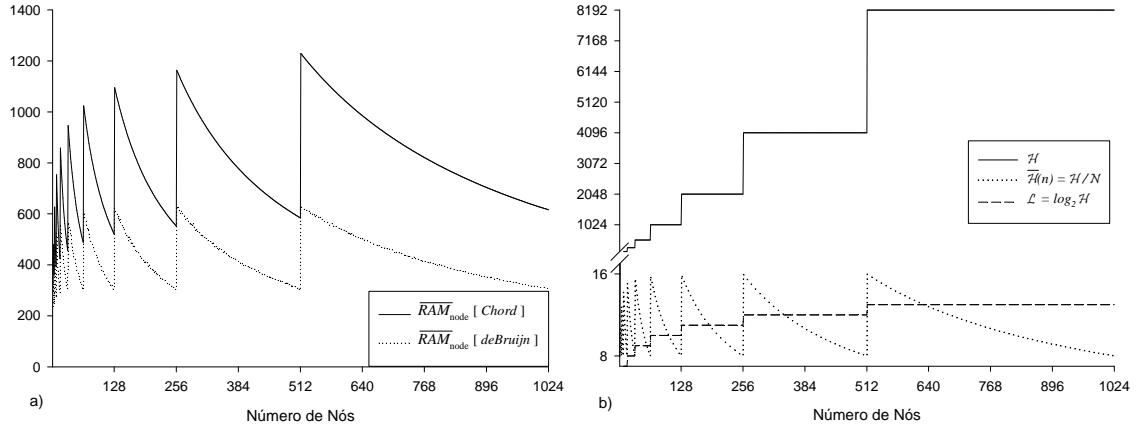 1400
1200
1000
800
600
400
200
0
128 256 384 512 640 768 896 1024
RAM node [ Chord ]
RAM node [ deBruijn ]
a)
Número de Nós
8192
7168
6144
5120
4096
3072
2048
1024
16
8
128 256 384 512 640 768 896 1024
H
H(n) = H/N
L = log2 H
b)
Número de Nós